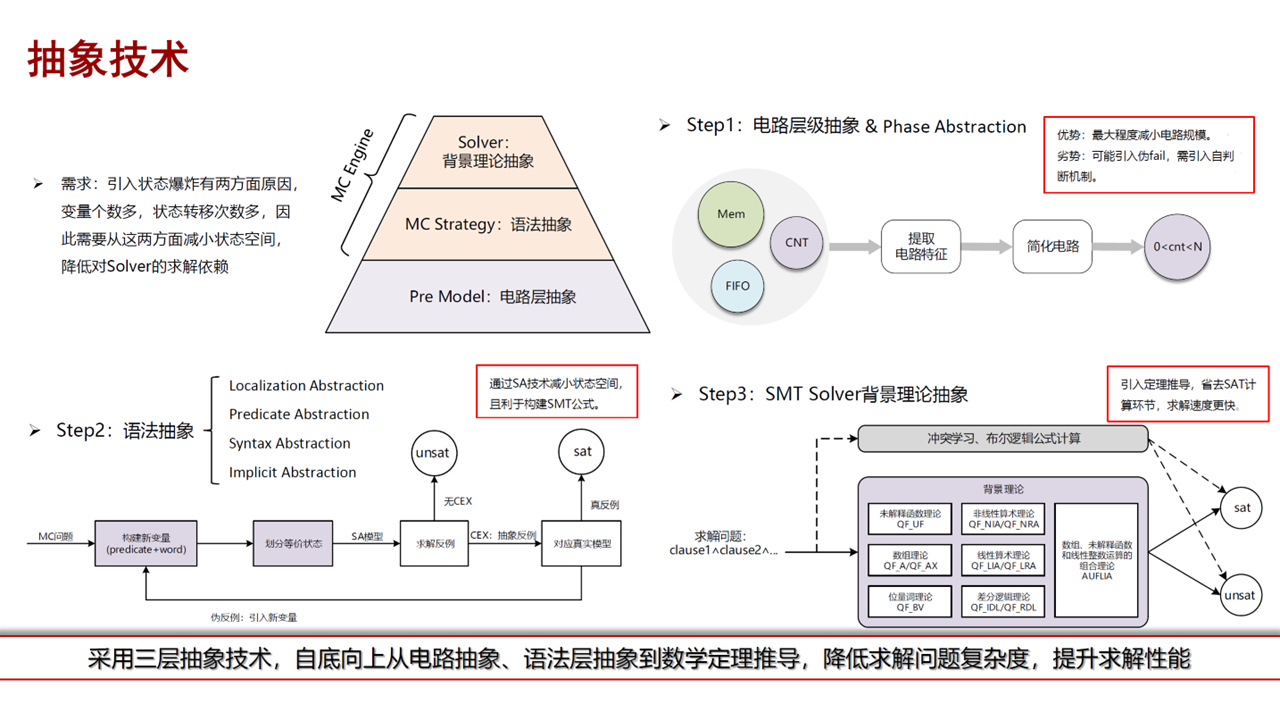 抽象技术
➢ 需求：引入状态爆炸有两方面原因，
变量个数多，状态转移次数多，因
此需要从这两方面减小状态空间，
降低对Solver的求解依赖
MC Engine
Solver：
背景理论抽象
MC Strategy：语法抽象
Pre Model：电路层抽象
➢ Step1：电路层级抽象 & Phase Abstraction
优势：最大程度减小电路规模。
劣势：可能引入伪fail，需引入自判
断机制。
Mem
CNT
FIFO
提取
电路特征
简化电路
0<cnt<N
➢ Step2：语法抽象
Localization Abstraction
Predicate Abstraction
Syntax Abstraction
Implicit Abstraction
通过SA技术减小状态空间，
且利于构建SMT公式。
unsat
sat
无CEX
真反例
MC问题
构建新变量
(predicate+word)
划分等价状态
SA模型
求解反例
CEX：抽象反例
对应真实模型
伪反例：引入新变量
➢ Step3：SMT Solver背景理论抽象
引入定理推导，省去SAT计
算环节，求解速度更快。
冲突学习、布尔逻辑公式计算
求解问题：
clause1∧clause2∧...
背景理论
未解释函数理论
QF_UF
非线性算术理论
QF_NIA/QF_NRA
数组理论
QF_A/QF_AX
线性算术理论
QF_LIA/QF_LRA
位量词理论
QF_BV
差分逻辑理论
QF_IDL/QF_RDL
数组、未解释函数
和线性整数运算的
组合理论
AUFLIA
sat
unsat
采用三层抽象技术，自底向上从电路抽象、语法层抽象到数学定理推导，降低求解问题复杂度，提升求解性能